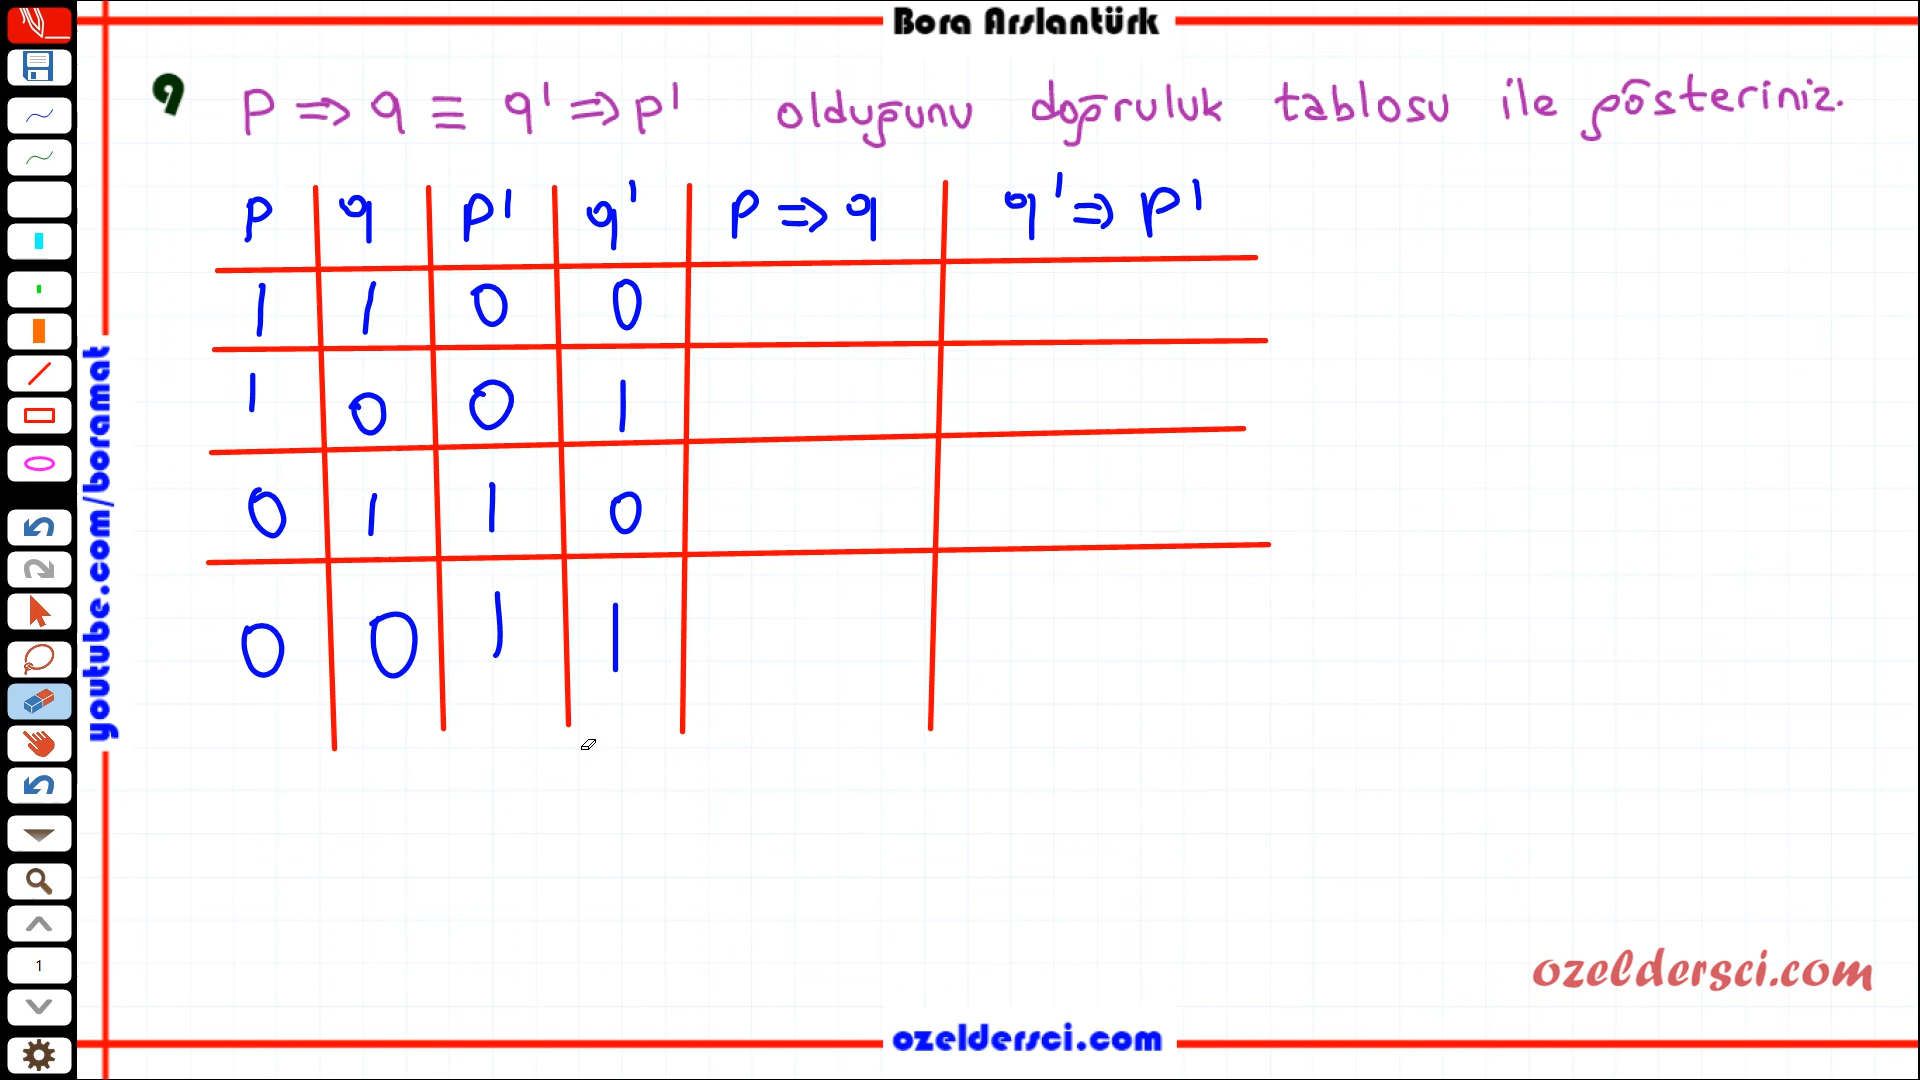 Bora Arslantürk
9 p ⇒ q ≡ q' ⇒ p' olduğunu doğruluk tablosu ile gösteriniz.
p q p' q' p ⇒ q q' ⇒ p'
1 1 0 0
1 0 0 1
0 1 1 0
0 0 1 1
youtube.com/boramat
1
ozeldersci.com
ozeldersci.com